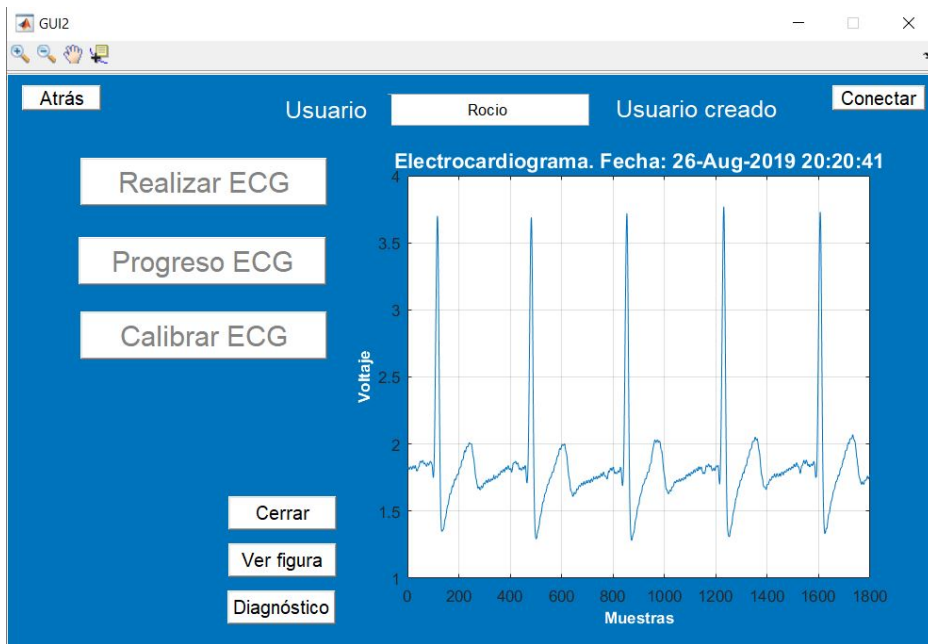 GUI2
Atrás
Usuario
Rocio
Usuario creado
Conectar
Realizar ECG
Progreso ECG
Calibrar ECG
Electrocardiograma. Fecha: 26-Aug-2019 20:20:41
4
3.5
3
2.5
2
1.5
1
Voltaje
0 200 400 600 800 1000 1200 1400 1600 1800
Muestras
Cerrar
Ver figura
Diagnóstico